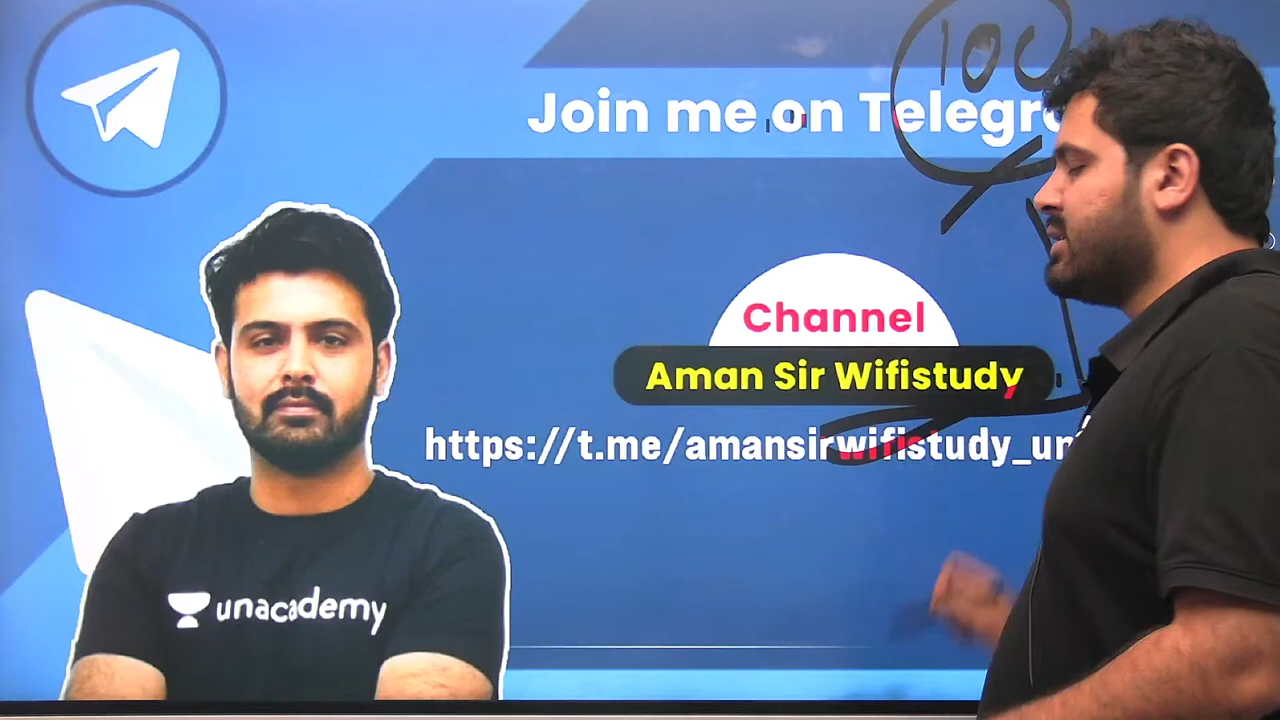 100
Join me on Telegr
Channel
Aman Sir Wifistudy
https://t.me/amansirwifistudy_un
unacademy